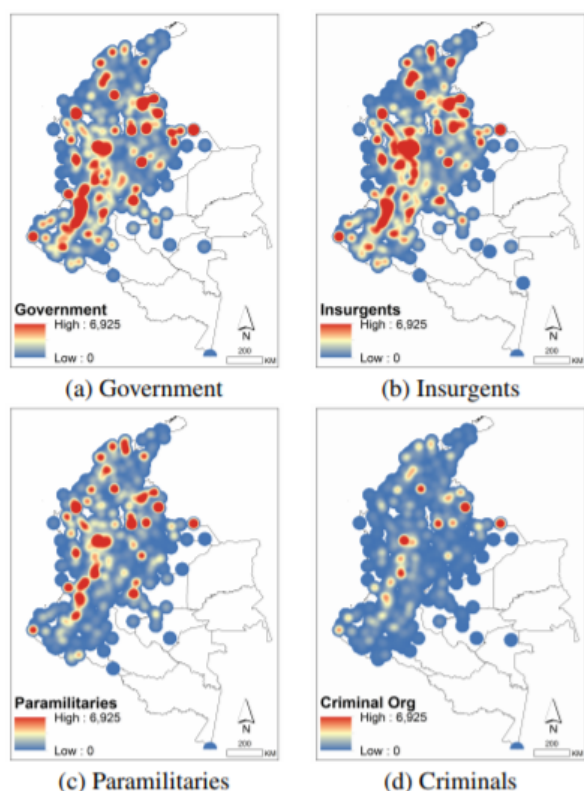 Government
High : 6,925
Low : 0
N
200
KM
(a) Government
Insurgents
High : 6,925
Low : 0
N
200
KM
(b) Insurgents
Paramilitaries
High : 6,925
Low : 0
N
200
KM
(c) Paramilitaries
Criminal Org
High : 6,925
Low : 0
N
200
KM
(d) Criminals